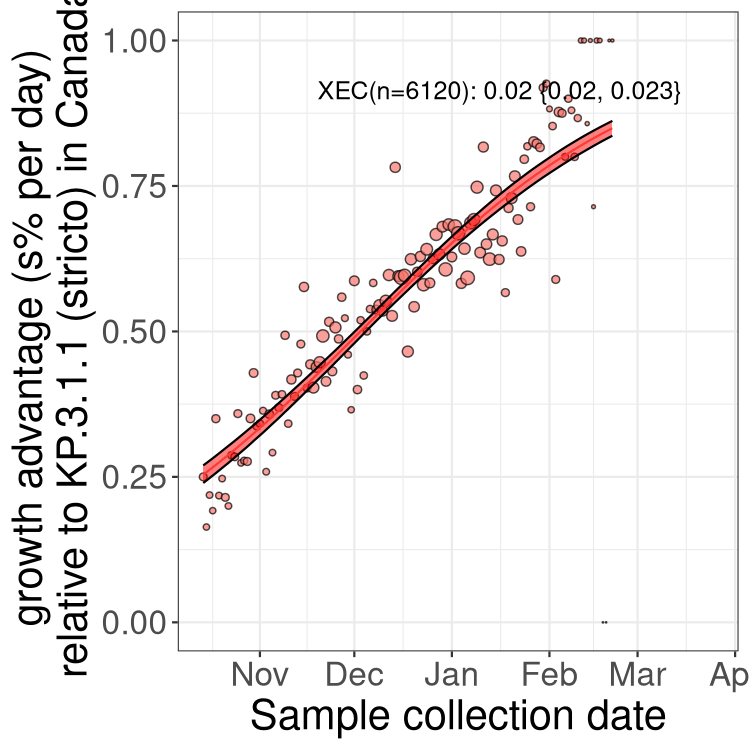 growth advantage (s% per day)
relative to KP.3.1.1 (stricto) in Canada
1.00
0.75
0.50
0.25
0.00
XEC(n=6120): 0.02 {0.02, 0.023}
Nov Dec Jan Feb Mar Ap
Sample collection date